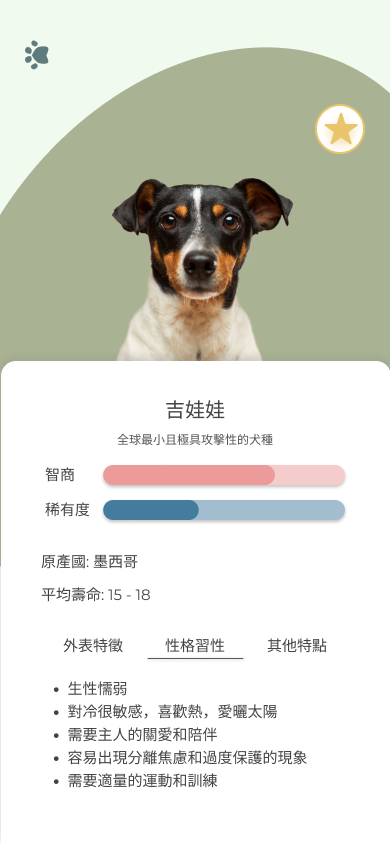 吉娃娃
全球最小且極具攻擊性的犬種
智商
稀有度
原產國: 墨西哥
平均壽命: 15 - 18
外表特徵 性格習性 其他特點
• 生性懦弱
• 對冷很敏感，喜歡熱，愛曬太陽
• 需要主人的關愛和陪伴
• 容易出現分離焦慮和過度保護的現象
• 需要適量的運動和訓練